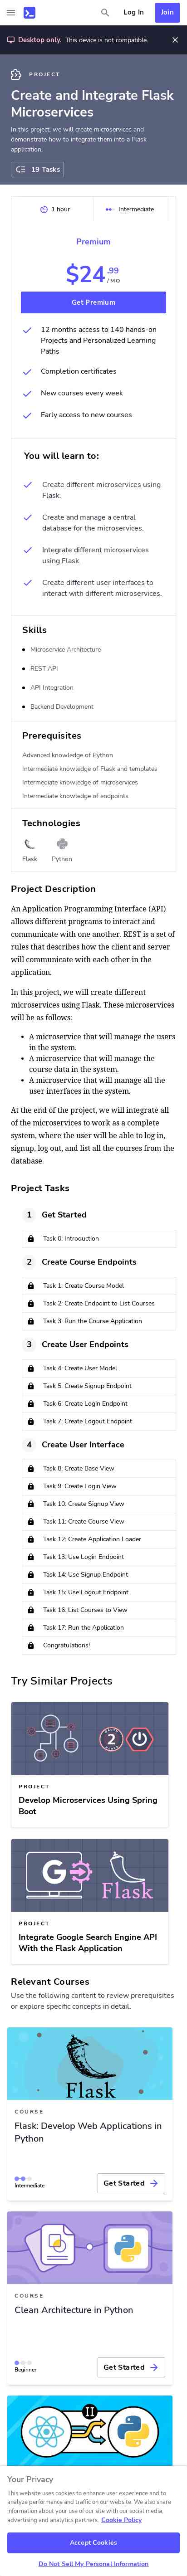 Log In
Join
Desktop only. This device is not compatible.
PROJECT
Create and Integrate Flask
Microservices
In this project, we will create microservices and
demonstrate how to integrate them into a Flask
application.
19 Tasks
1 hour
Intermediate
Premium
$24.99
/MO
Get Premium
12 months access to 140 hands-on
Projects and Personalized Learning
Paths
Completion certificates
New courses every week
Early access to new courses
You will learn to:
Create different microservices using
Flask.
Create and manage a central
database for the microservices.
Integrate different microservices
using Flask.
Create different user interfaces to
interact with different microservices.
Skills
Microservice Architecture
REST API
API Integration
Backend Development
Prerequisites
Advanced knowledge of Python
Intermediate knowledge of Flask and templates
Intermediate knowledge of microservices
Intermediate knowledge of endpoints
Technologies
Flask
Python
Project Description
An Application Programming Interface (API)
allows different programs to interact and
communicate with one another. REST is a set of
rules that describes how the client and server
will communicate with each other in the
application.
In this project, we will create different
microservices using Flask. These microservices
will be as follows:
A microservice that will manage the users
in the system.
A microservice that will manage the
course data in the system.
A microservice that will manage all the
user interfaces in the system.
At the end of the project, we will integrate all
of the microservices to work as a complete
system, where the user will be able to log in,
signup, log out, and list all the courses from the
database.
Project Tasks
1
Get Started
Task 0: Introduction
2
Create Course Endpoints
Task 1: Create Course Model
Task 2: Create Endpoint to List Courses
Task 3: Run the Course Application
3
Create User Endpoints
Task 4: Create User Model
Task 5: Create Signup Endpoint
Task 6: Create Login Endpoint
Task 7: Create Logout Endpoint
4
Create User Interface
Task 8: Create Base View
Task 9: Create Login View
Task 10: Create Signup View
Task 11: Create Course View
Task 12: Create Application Loader
Task 13: Use Login Endpoint
Task 14: Use Signup Endpoint
Task 15: Use Logout Endpoint
Task 16: List Courses to View
Task 17: Run the Application
Congratulations!
Try Similar Projects
2
PROJECT
Develop Microservices Using Spring
Boot
G
Flask
PROJECT
Integrate Google Search Engine API
With the Flask Application
Relevant Courses
Use the following content to review prerequisites
or explore specific concepts in detail.
Flask
COURSE
Flask: Develop Web Applications in
Python
Intermediate
Get Started
COURSE
Clean Architecture in Python
Beginner
Get Started
Your Privacy
This website uses cookies to enhance user experience and
to analyze performance and traffic on our website. We also
share information about your use of our site with our social
media, advertising and analytics partners. Cookie Policy
Accept Cookies
Do Not Sell My Personal Information